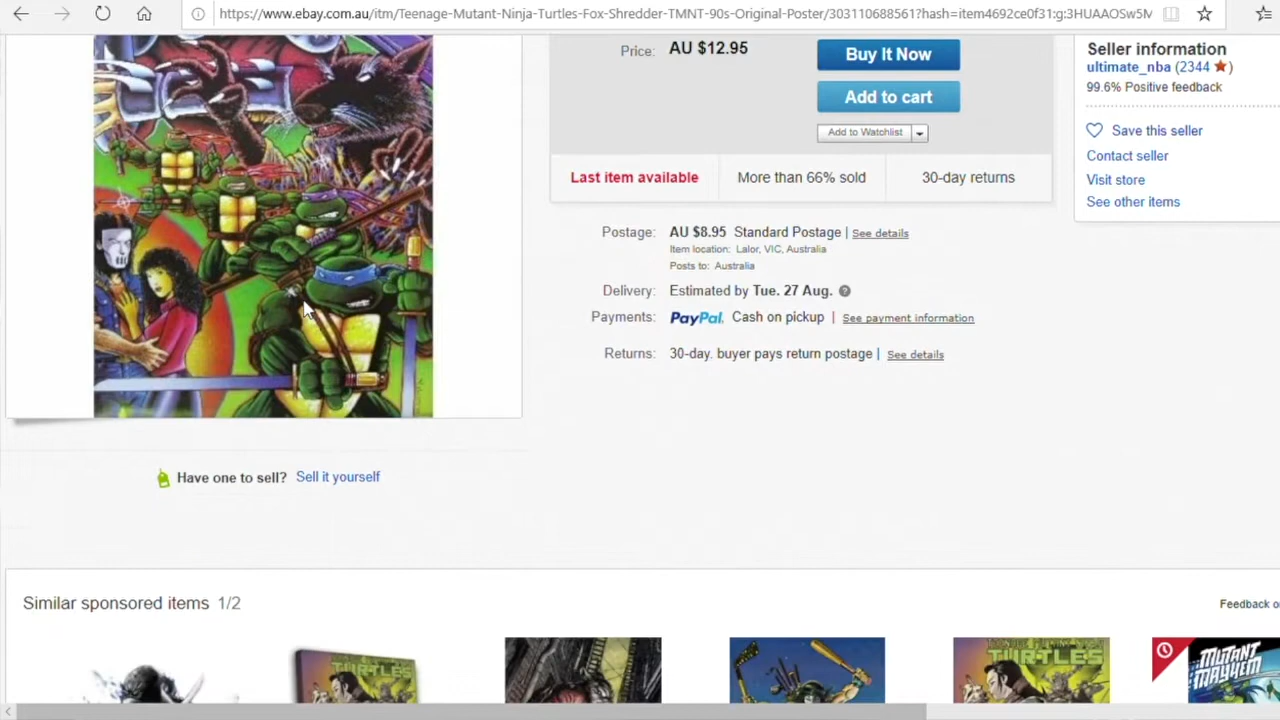 https://www.ebay.com.au/itm/Teenage-Mutant-Ninja-Turtles-Fox-Shredder-TMNT-90s-Original-Poster/303110688561?hash=item4692ce0f31:g:3HUAAOSw5M
Price: AU $12.95
Buy It Now
Add to cart
Add to Watchlist
Last item available
More than 66% sold
30-day returns
Postage: AU $8.95 Standard Postage | See details
Item location: Lalor, VIC, Australia
Posts to: Australia
Delivery: Estimated by Tue. 27 Aug.
Payments: PayPal Cash on pickup | See payment information
Returns: 30-day. buyer pays return postage | See details
Seller information
ultimate_nba (2344 )
99.6% Positive feedback
Save this seller
Contact seller
Visit store
See other items
Have one to sell? Sell it yourself
Similar sponsored items 1/2
Feedback o
TURTLES
TURTLES
MUTANT
MAYHEM